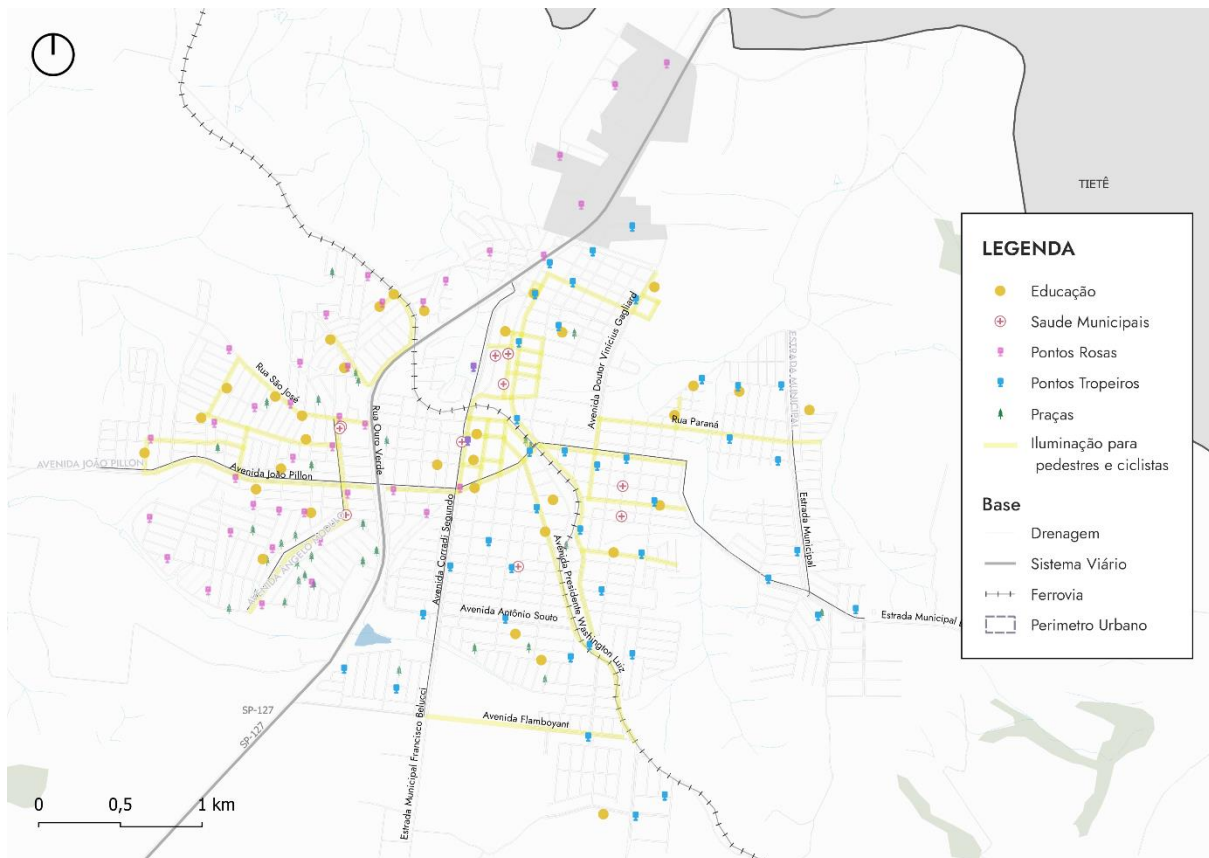 TIETÊ
LEGENDA
Educação
Saude Municipais
Pontos Rosas
Pontos Tropeiros
Praças
Iluminação para
pedestres e ciclistas
Base
Drenagem
Sistema Viário
Ferrovia
Perimetro Urbano
Avenida Doutor Vinícius Gagliard
ESTRADA MUNICIPAL
Rua São José
Rua Ouro Verde
Rua Paraná
AVENIDA JOÃO PILLON
Avenida João Pillon
Avenida Corradi Segundo
Estrada Municipal
Avenida Presidente Washington Luiz
Avenida Antônio Souto
Estrada Municipal
SP-127
SP-127
Avenida Flamboyant
Estrada Municipal Francisco Belucci
0 0,5 1 km